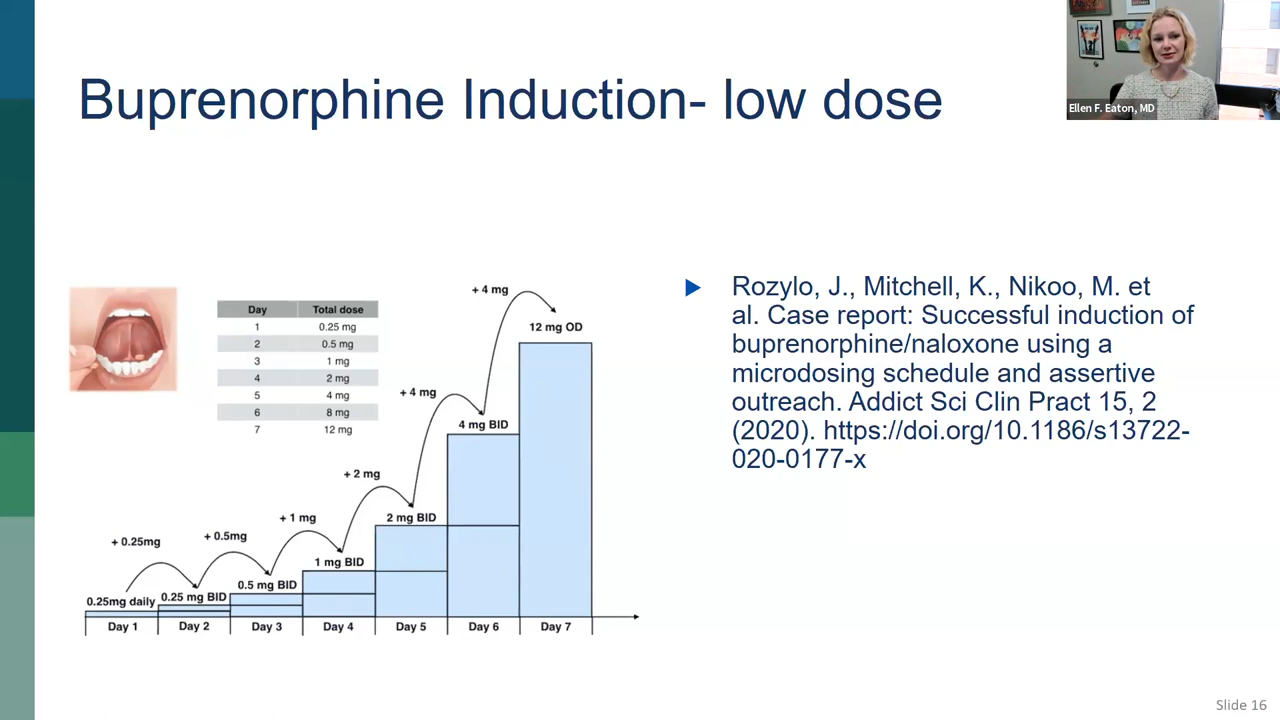 Buprenorphine Induction- low dose
Ellen F. Eaton, MD
Day Total dose
1 0.25 mg
2 0.5 mg
3 1 mg
4 2 mg
5 4 mg
6 8 mg
7 12 mg
+ 0.25mg
+ 0.5mg
+ 1 mg
+ 2 mg
+ 4 mg
+ 4 mg
0.25mg daily
0.25 mg BID
0.5 mg BID
1 mg BID
2 mg BID
4 mg BID
12 mg OD
Day 1 Day 2 Day 3 Day 4 Day 5 Day 6 Day 7
Rozylo, J., Mitchell, K., Nikoo, M. et
al. Case report: Successful induction of
buprenorphine/naloxone using a
microdosing schedule and assertive
outreach. Addict Sci Clin Pract 15, 2
(2020). https://doi.org/10.1186/s13722-
020-0177-x
Slide 16